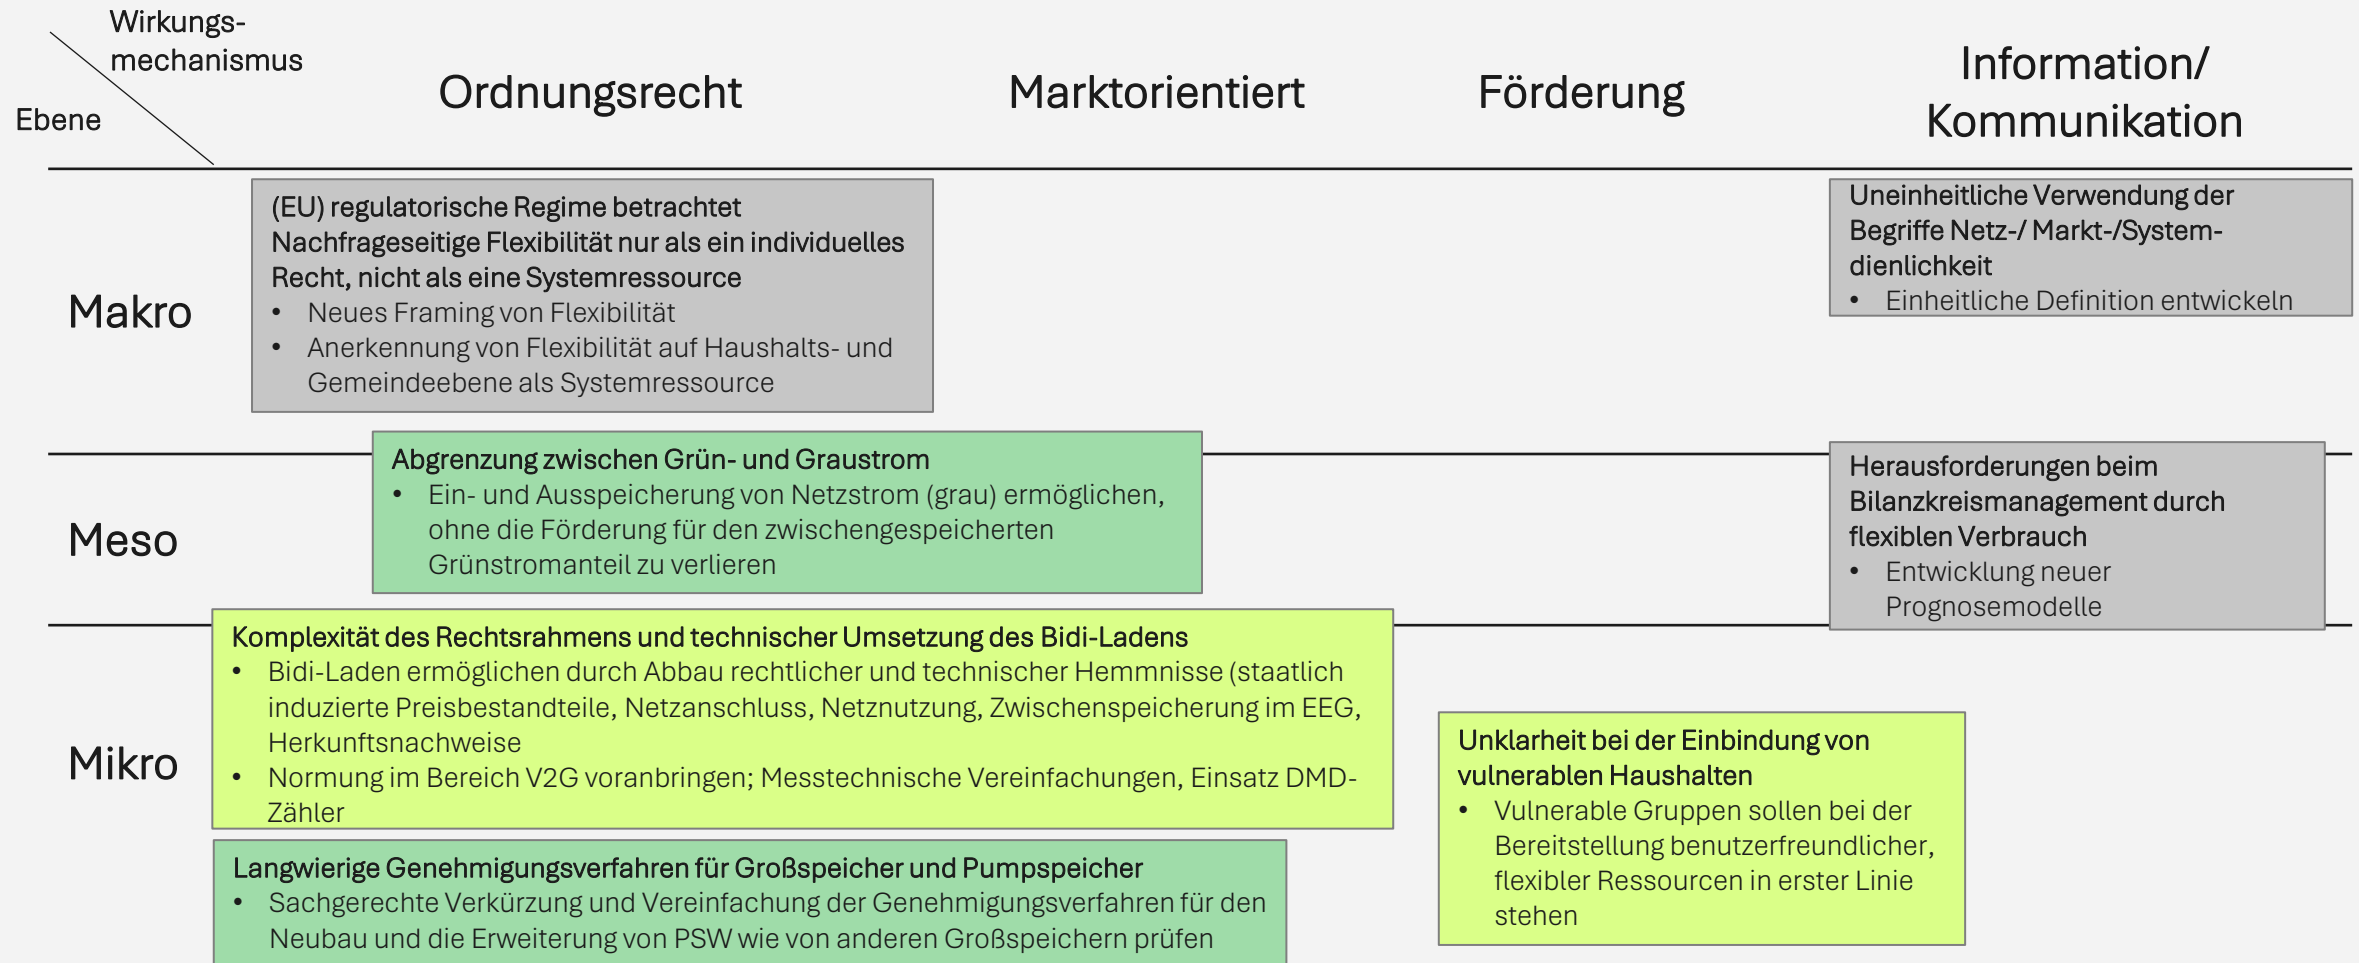 Wirkungs-
mechanismus
Ebene
Ordnungsrecht
Marktorientiert
Förderung
Information/
Kommunikation
Makro
(EU) regulatorische Regime betrachtet
Nachfrageseitige Flexibilität nur als ein individuelles
Recht, nicht als eine Systemressource
• Neues Framing von Flexibilität
• Anerkennung von Flexibilität auf Haushalts- und
Gemeindeebene als Systemressource
Uneinheitliche Verwendung der
Begriffe Netz-/ Markt-/System-
dienlichkeit
• Einheitliche Definition entwickeln
Meso
Abgrenzung zwischen Grün- und Graustrom
• Ein- und Ausspeicherung von Netzstrom (grau) ermöglichen,
ohne die Förderung für den zwischengespeicherten
Grünstromanteil zu verlieren
Herausforderungen beim
Bilanzkreismanagement durch
flexiblen Verbrauch
• Entwicklung neuer
Prognosemodelle
Mikro
Komplexität des Rechtsrahmens und technischer Umsetzung des Bidi-Ladens
• Bidi-Laden ermöglichen durch Abbau rechtlicher und technischer Hemmnisse (staatlich
induzierte Preisbestandteile, Netzanschluss, Netznutzung, Zwischenspeicherung im EEG,
Herkunftsnachweise
• Normung im Bereich V2G voranbringen; Messtechnische Vereinfachungen, Einsatz DMD-
Zähler
Unklarheit bei der Einbindung von
vulnerablen Haushalten
• Vulnerable Gruppen sollen bei der
Bereitstellung benutzerfreundlicher,
flexibler Ressourcen in erster Linie
stehen
Langwierige Genehmigungsverfahren für Großspeicher und Pumpspeicher
• Sachgerechte Verkürzung und Vereinfachung der Genehmigungsverfahren für den
Neubau und die Erweiterung von PSW wie von anderen Großspeichern prüfen